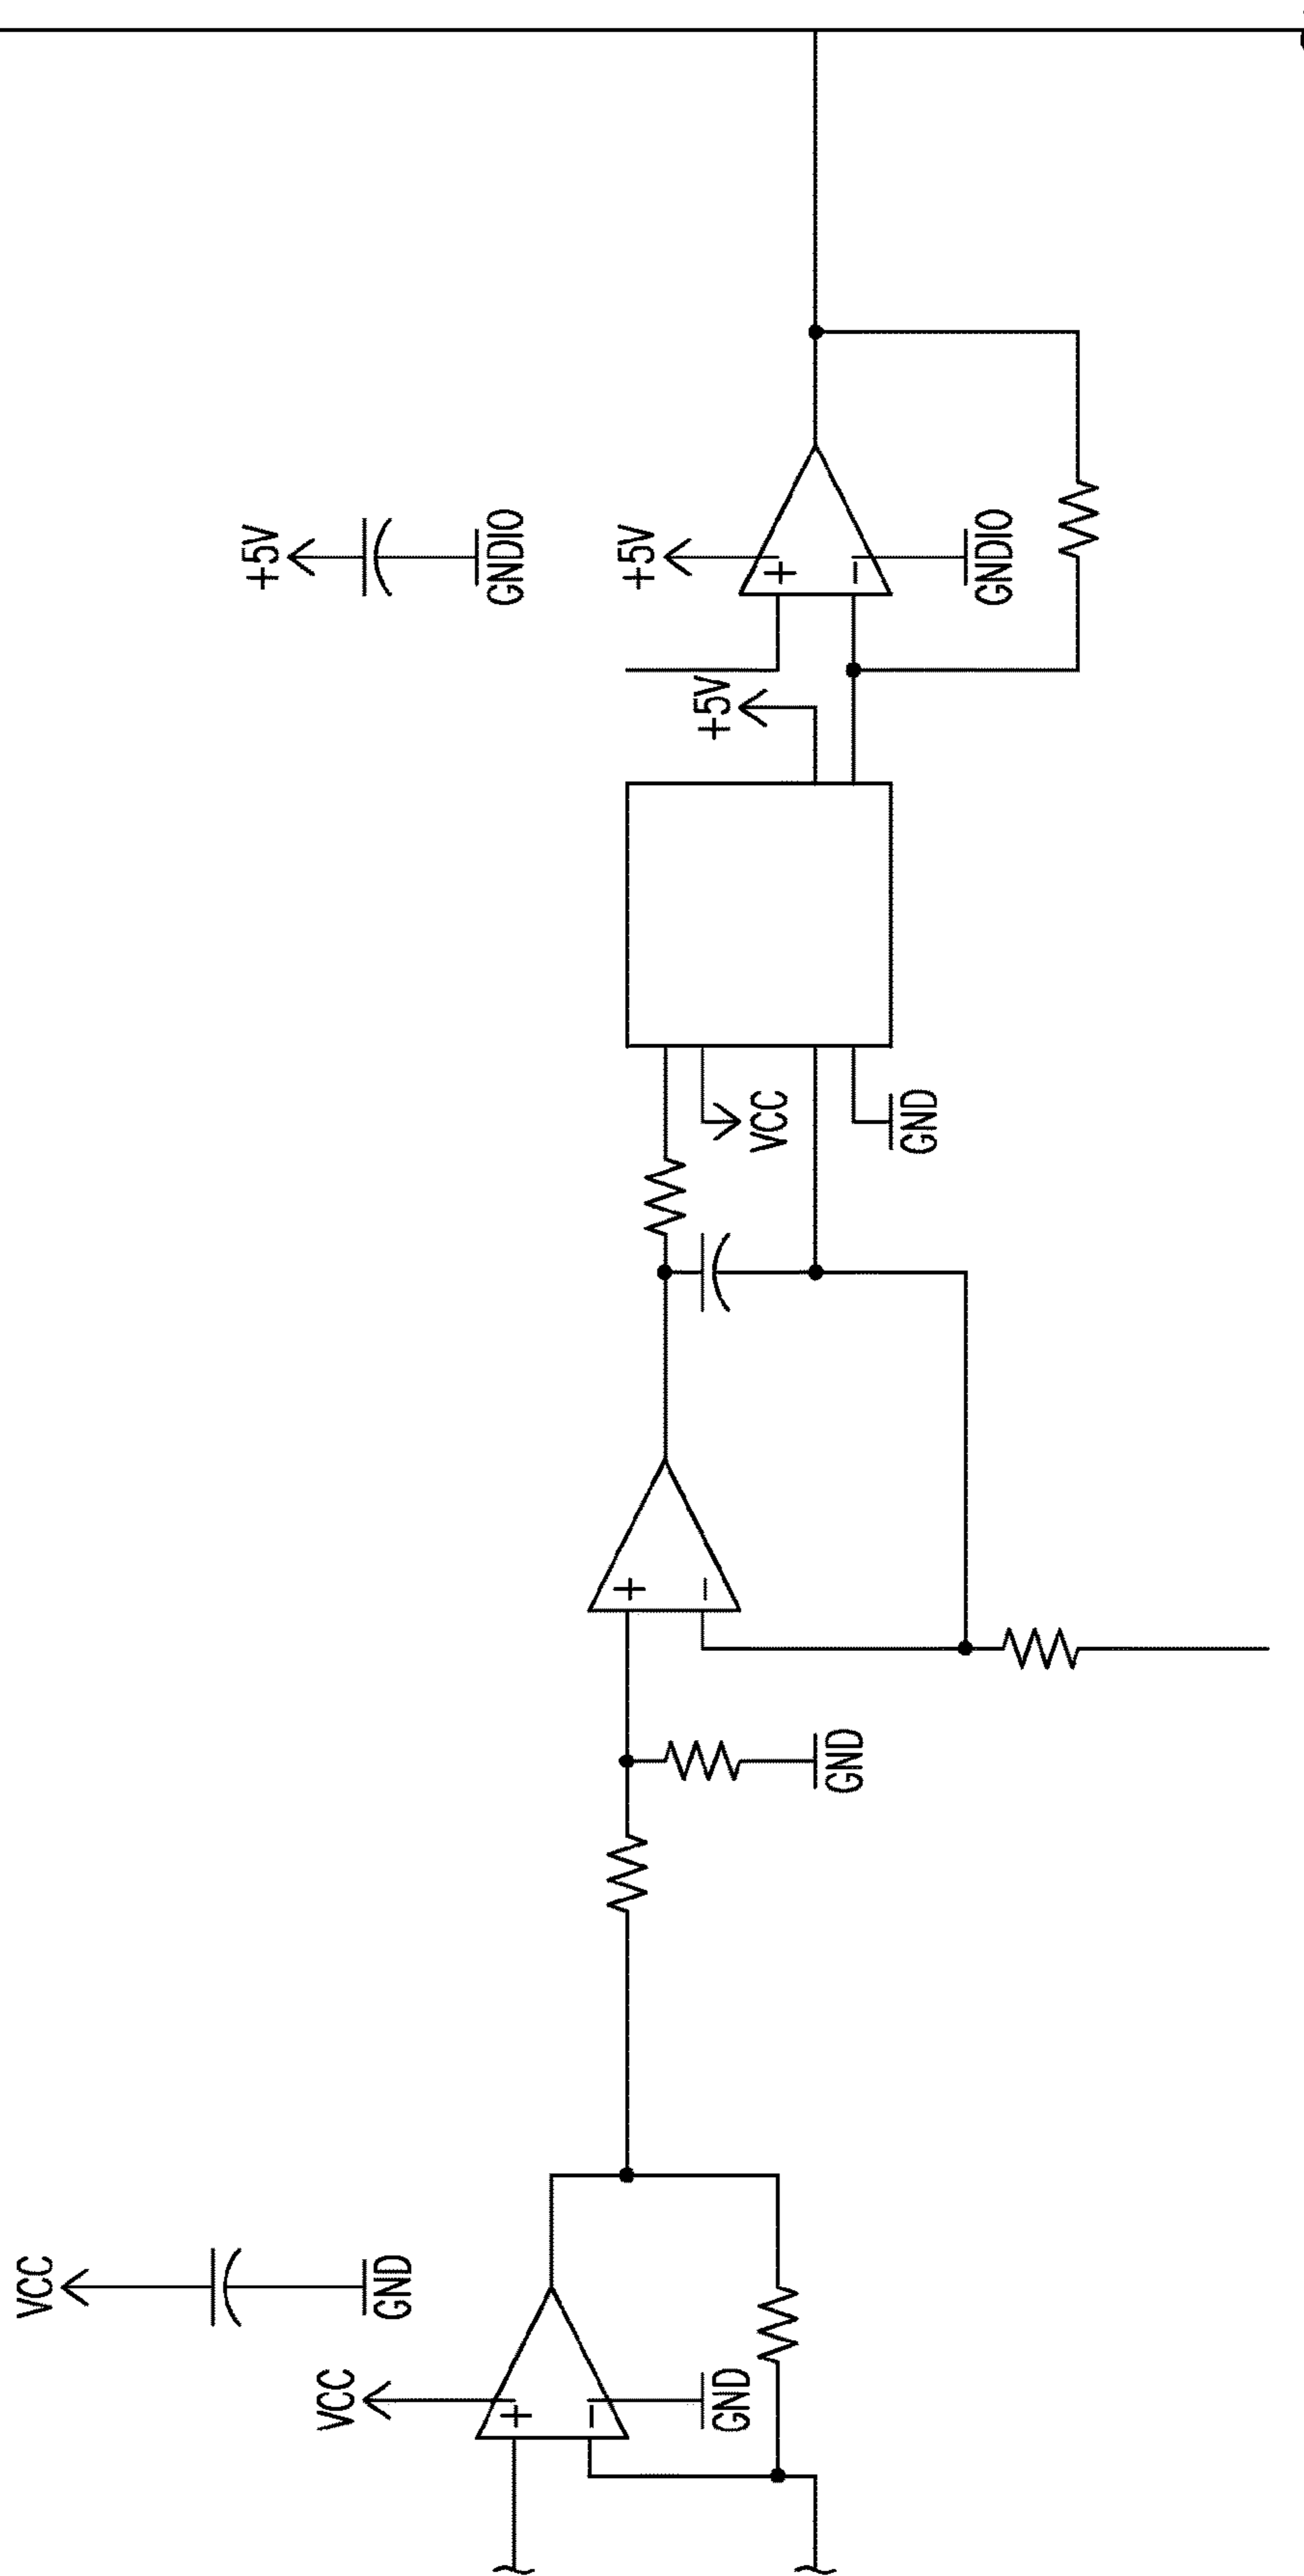 VCC
GND
VCC
+
−
GND
GND
+
−
VCC
GND
+5V
+5V
GNDIO
+5V
+
−
GNDIO